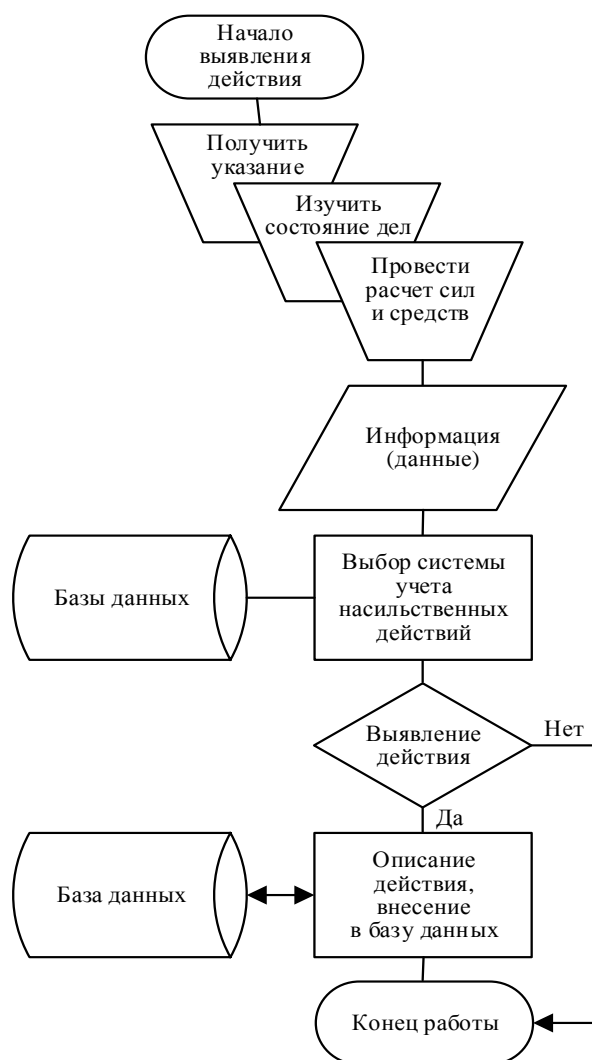 Начало
выявления
действия
Получить
указание
Изучить
состояние дел
Провести
расчет сил
и средств
Информация
(данные)
Базы данных
Выбор системы
учета
насильственных
действий
Выявление
действия
Нет
Да
База данных
Описание
действия,
внесение
в базу данных
Конец работы